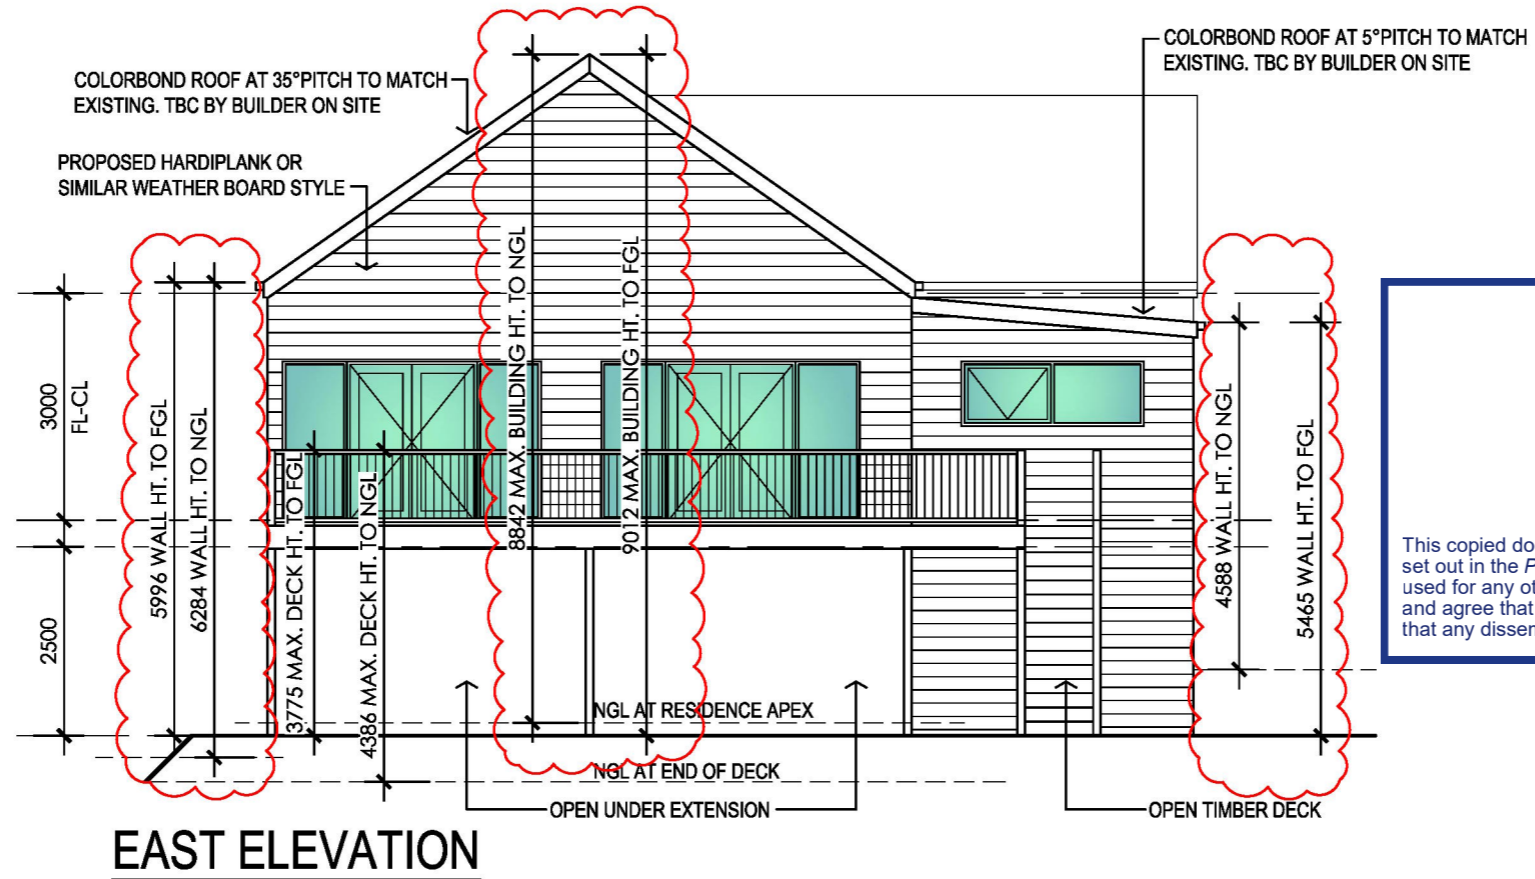 COLORBOND ROOF AT 35°PITCH TO MATCH
EXISTING. TBC BY BUILDER ON SITE
COLORBOND ROOF AT 5°PITCH TO MATCH
EXISTING. TBC BY BUILDER ON SITE
PROPOSED HARDIPLANK OR
SIMILAR WEATHER BOARD STYLE
3000
FL-CL
2500
5996 WALL HT. TO FGL
6284 WALL HT. TO NGL
3775 MAX. DECK HT. TO FGL
4386 MAX. DECK HT. TO NGL
8842 MAX. BUILDING HT. TO NGL
9012 MAX. BUILDING HT. TO FGL
4588 WALL HT. TO NGL
5465 WALL HT. TO FGL
This copied do
set out in the P
used for any ot
and agree that
that any dissen
NGL AT RESIDENCE APEX
NGL AT END OF DECK
OPEN UNDER EXTENSION
OPEN TIMBER DECK
EAST ELEVATION